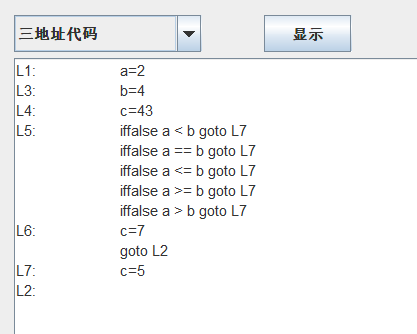 三地址代码 显示
L1: a=2
L3: b=4
L4: c=43
L5: iffalse a < b goto L7
iffalse a == b goto L7
iffalse a <= b goto L7
iffalse a >= b goto L7
iffalse a > b goto L7
L6: c=7
goto L2
L7: c=5
L2: